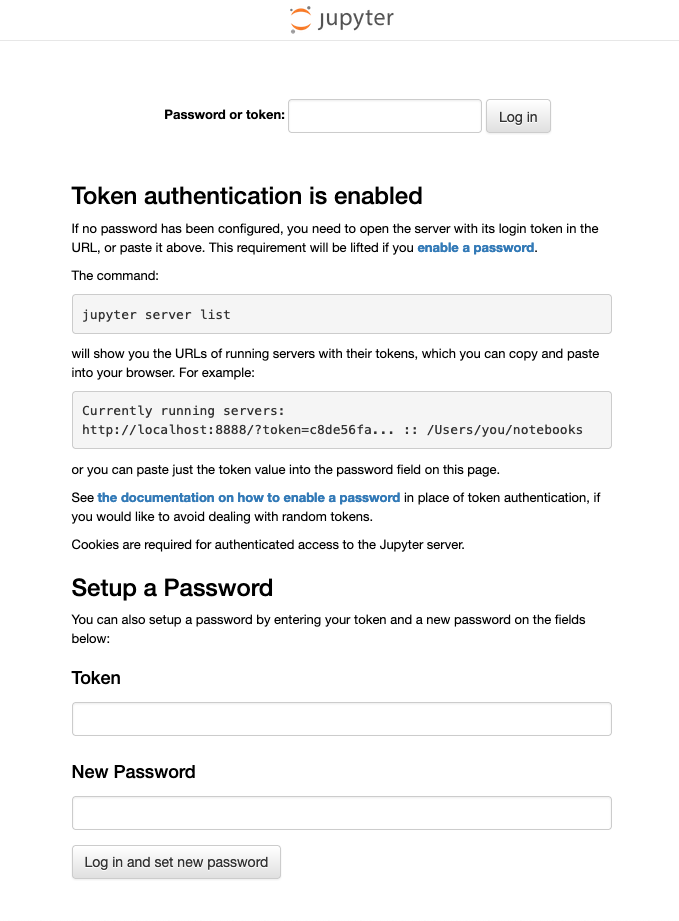 jupyter
Password or token:
Log in
Token authentication is enabled
If no password has been configured, you need to open the server with its login token in the
URL, or paste it above. This requirement will be lifted if you enable a password.
The command:
jupyter server list
will show you the URLs of running servers with their tokens, which you can copy and paste
into your browser. For example:
Currently running servers:
http://localhost:8888/?token=c8de56fa... :: /Users/you/notebooks
or you can paste just the token value into the password field on this page.
See the documentation on how to enable a password in place of token authentication, if
you would like to avoid dealing with random tokens.
Cookies are required for authenticated access to the Jupyter server.
Setup a Password
You can also setup a password by entering your token and a new password on the fields
below:
Token
New Password
Log in and set new password